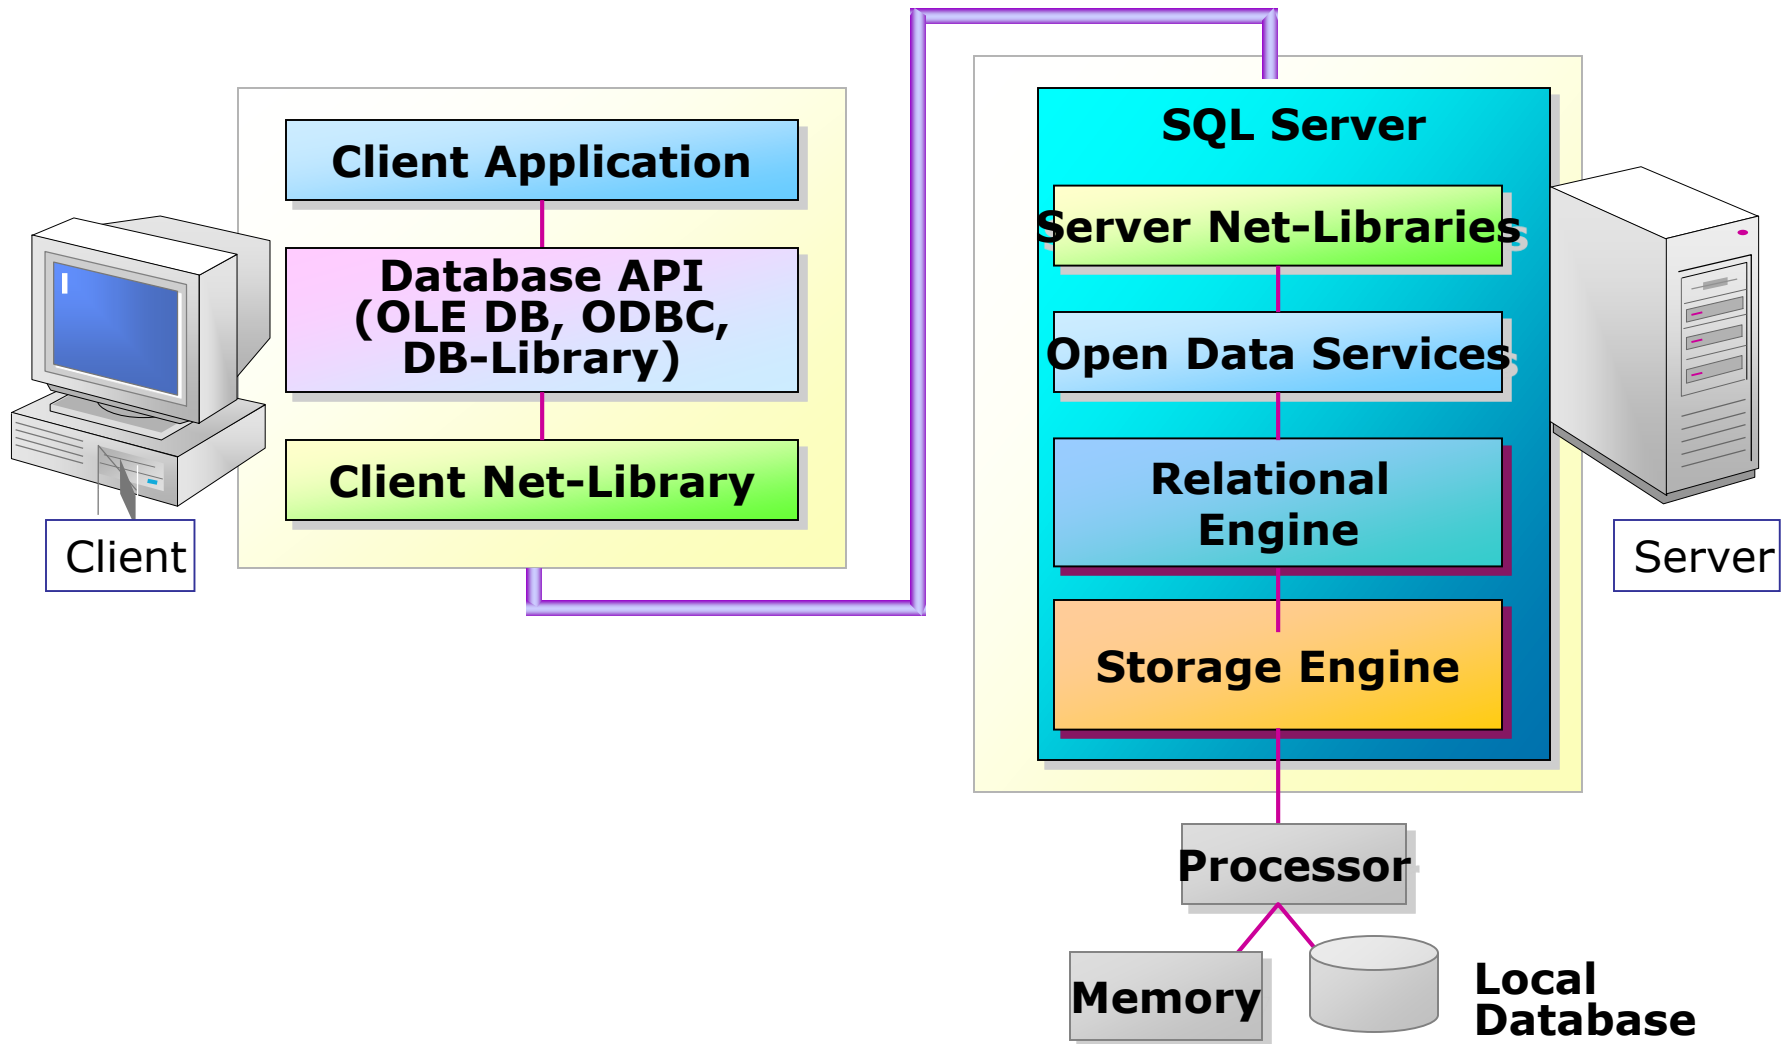 Client Application
Database API
(OLE DB, ODBC,
DB-Library)
Client Net-Library
Client
SQL Server
Server Net-Libraries
Open Data Services
Relational
Engine
Storage Engine
Server
Processor
Memory
Local
Database